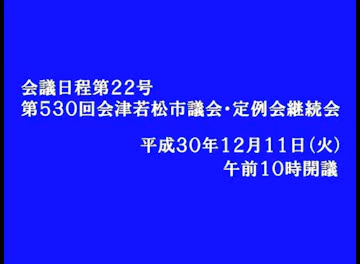 会議日程第22号
第530回会津若松市議会・定例会継続会
平成30年12月11日(火)
午前10時開議